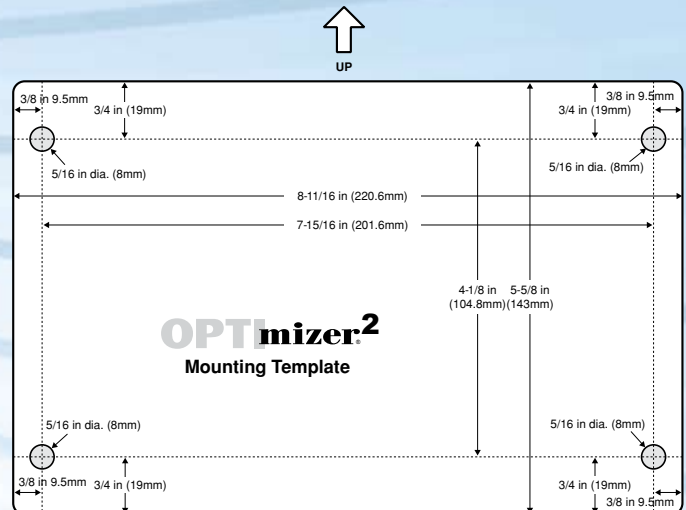 UP
3/8 in 9.5mm
3/4 in (19mm)
3/4 in (19mm)
3/8 in 9.5mm
5/16 in dia. (8mm)
5/16 in dia. (8mm)
8-11/16 in (220.6mm)
7-15/16 in (201.6mm)
4-1/8 in
(104.8mm)
5-5/8 in
(143mm)
OPTImizer.®2
Mounting Template
5/16 in dia. (8mm)
5/16 in dia. (8mm)
3/8 in 9.5mm
3/4 in (19mm)
3/4 in (19mm)
3/8 in 9.5mm